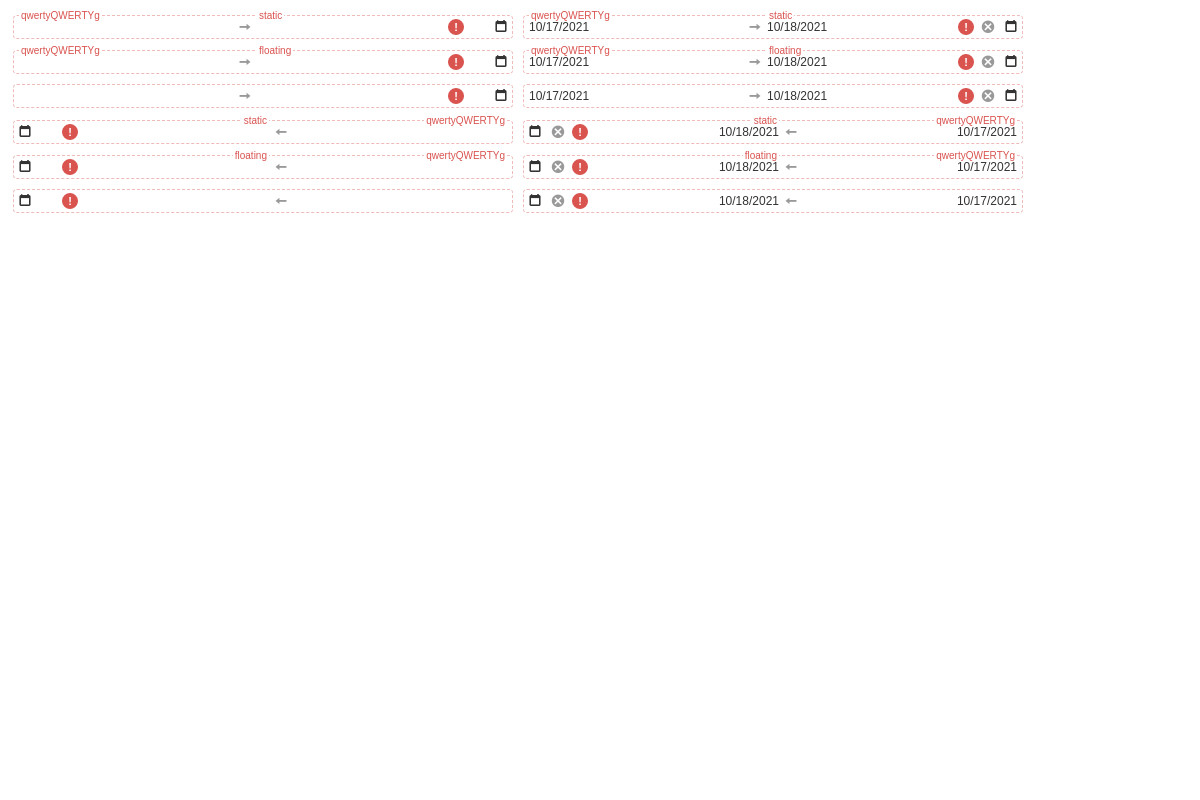 qwertyQWERTYg static qwertyQWERTYg static
10/17/2021 10/18/2021
qwertyQWERTYg floating qwertyQWERTYg floating
10/17/2021 10/18/2021
10/17/2021 10/18/2021
static qwertyQWERTYg static qwertyQWERTYg
10/18/2021 10/17/2021
floating qwertyQWERTYg floating qwertyQWERTYg
10/18/2021 10/17/2021
10/18/2021 10/17/2021